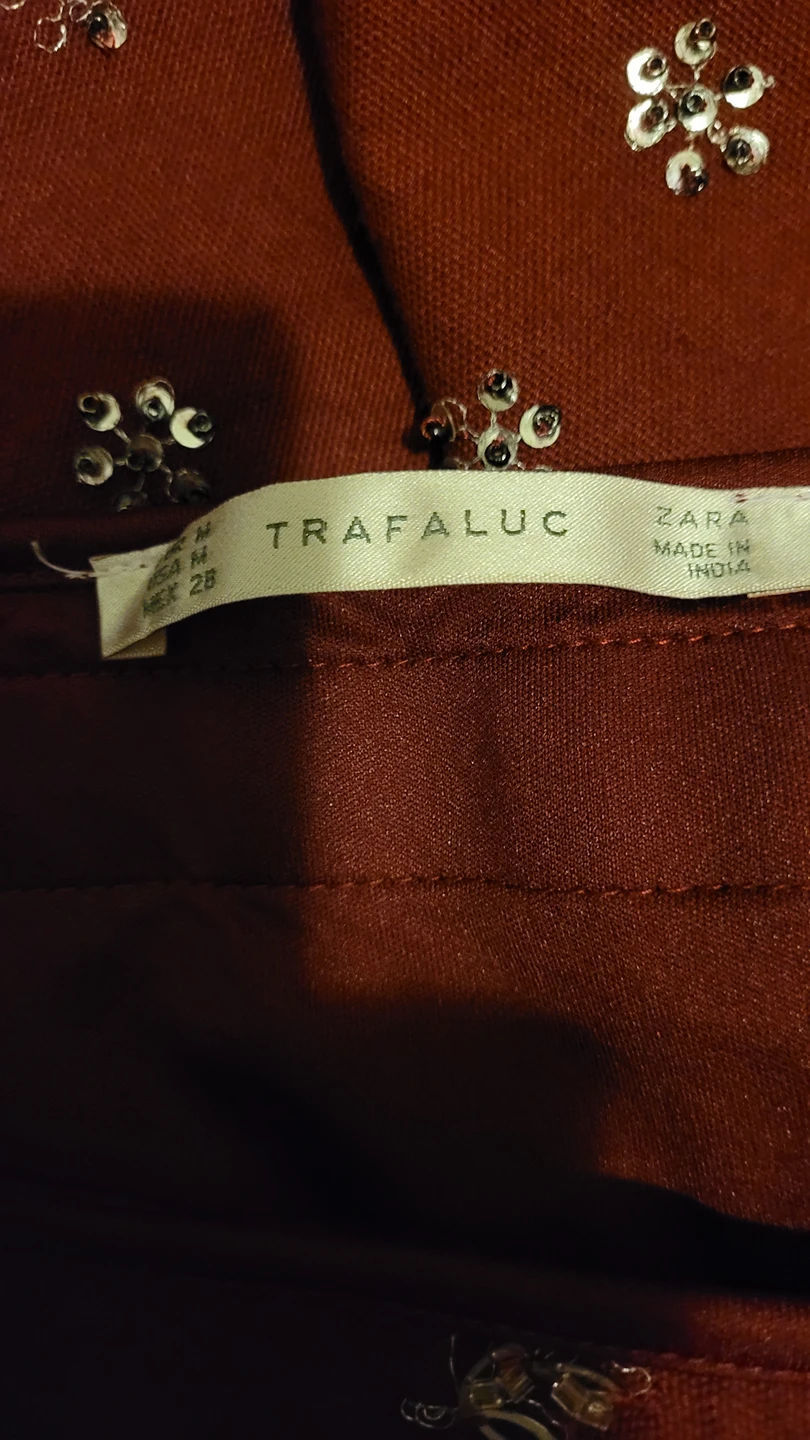 M
USA M
MEX 28
TRAFALUC
ZARA
MADE IN
INDIA